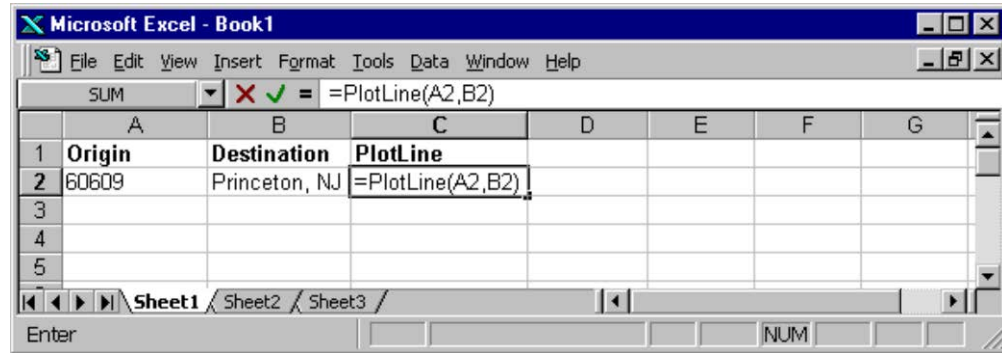 Microsoft Excel - Book1
File Edit View Insert Format Tools Data Window Help
SUM = =PlotLine(A2,B2)
A B C D E F G
1 Origin Destination PlotLine
2 60609 Princeton, NJ =PlotLine(A2,B2)
3
4
5
Sheet1 Sheet2 Sheet3
Enter NUM